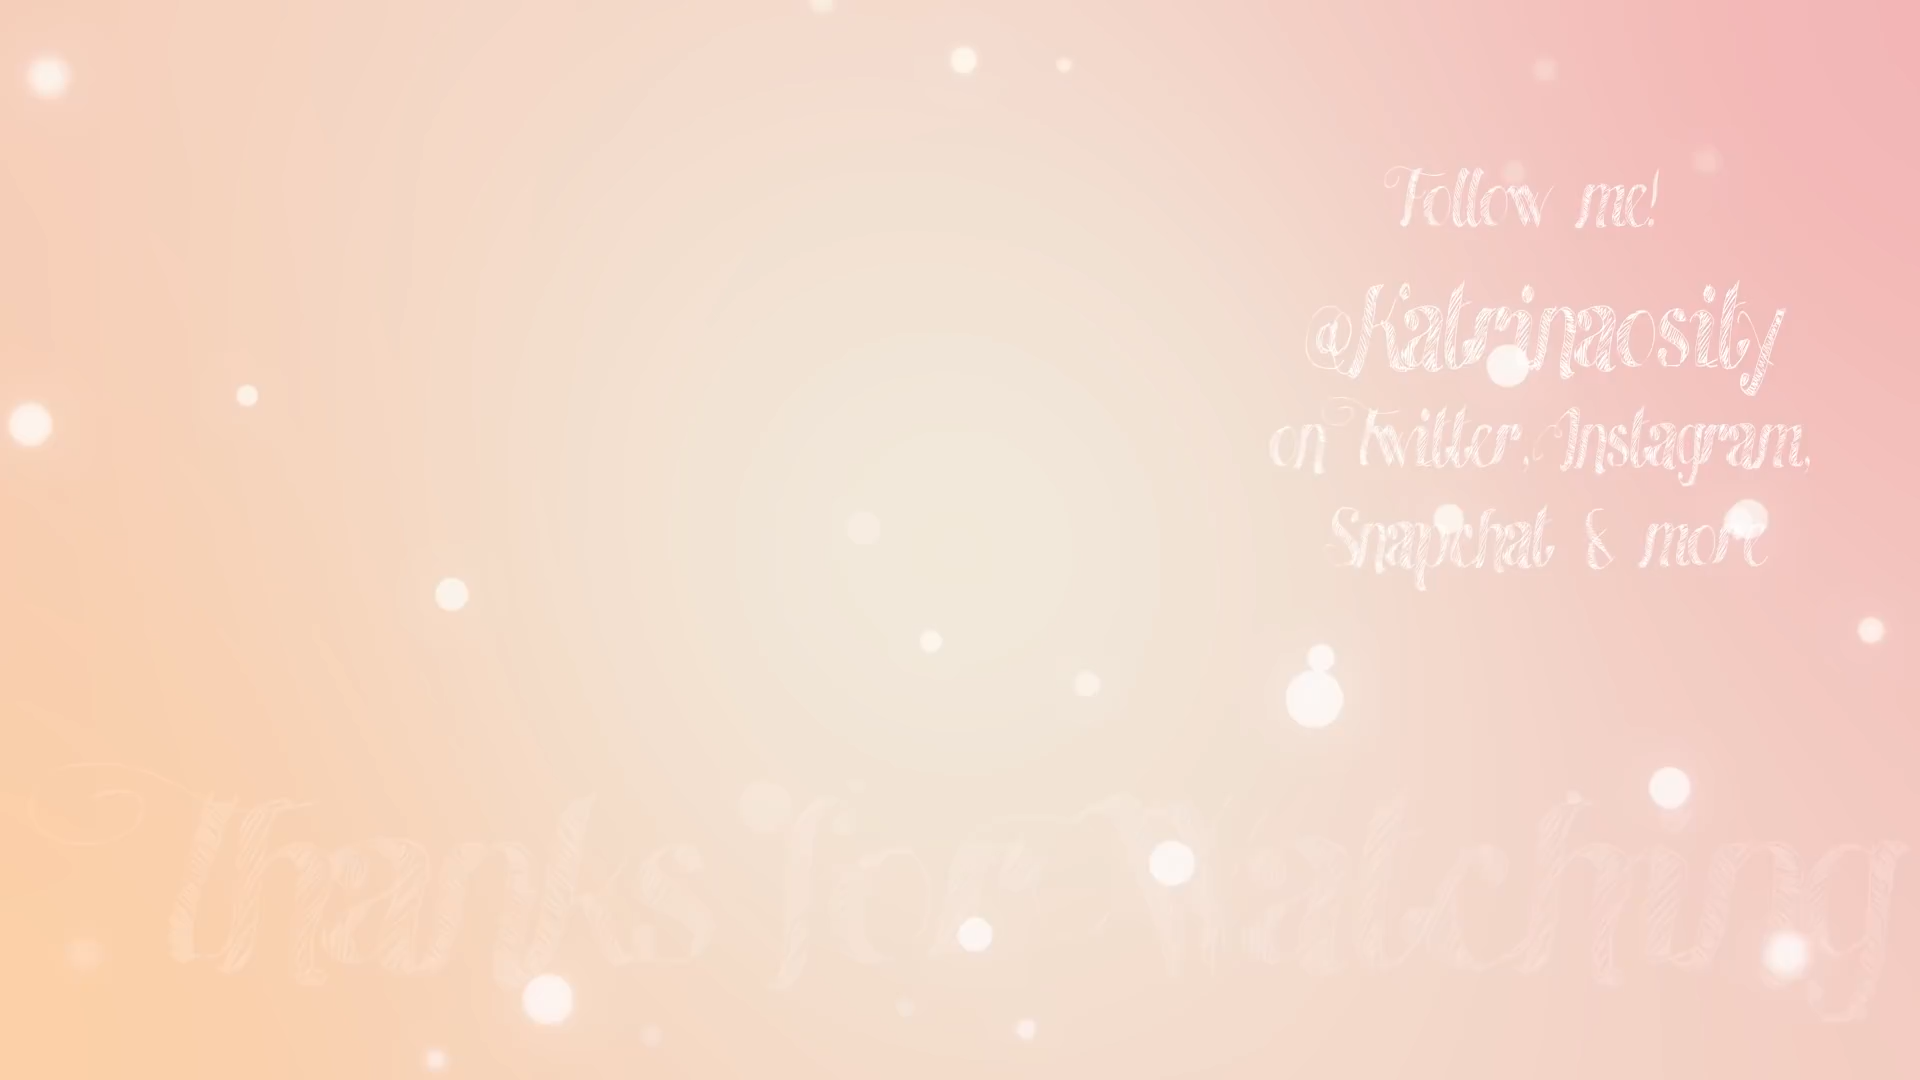 Follow me!
@Katrinaosity
on Twitter, Instagram,
Snapchat & more
Thanks for Watching